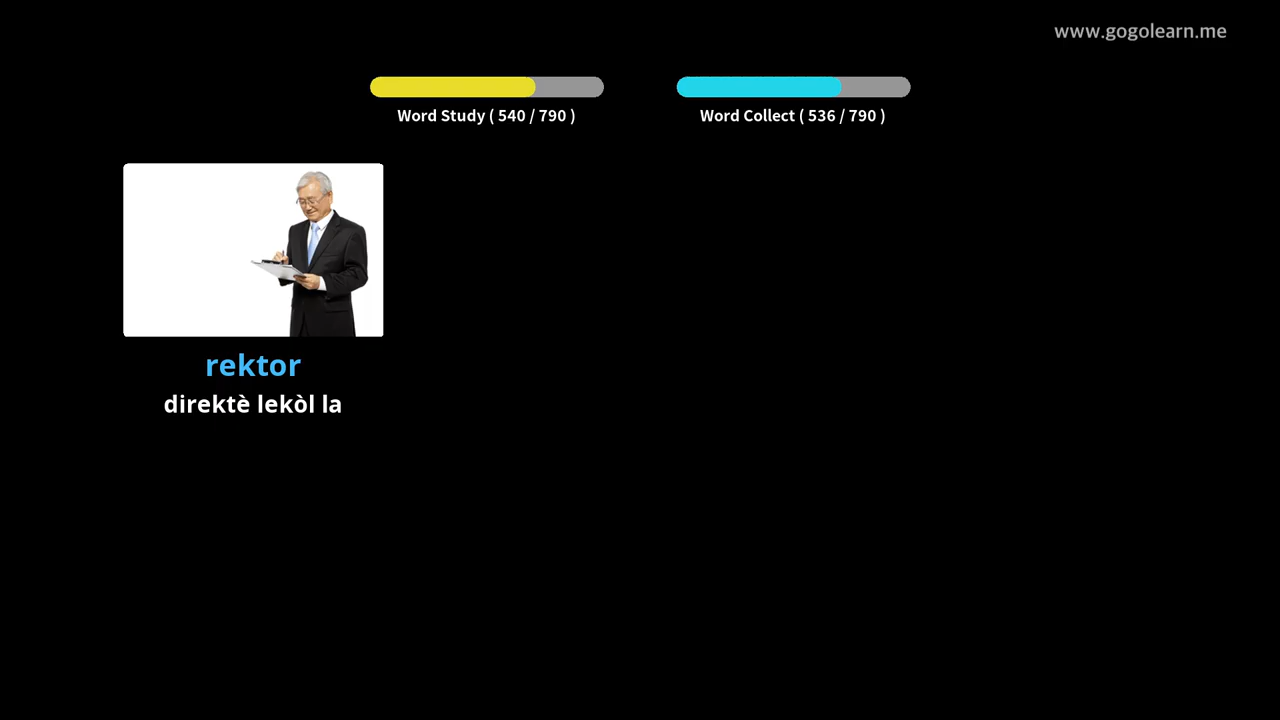 www.gogolearn.me
Word Study ( 540 / 790 )
Word Collect ( 536 / 790 )
rektor
direktè lekòl la